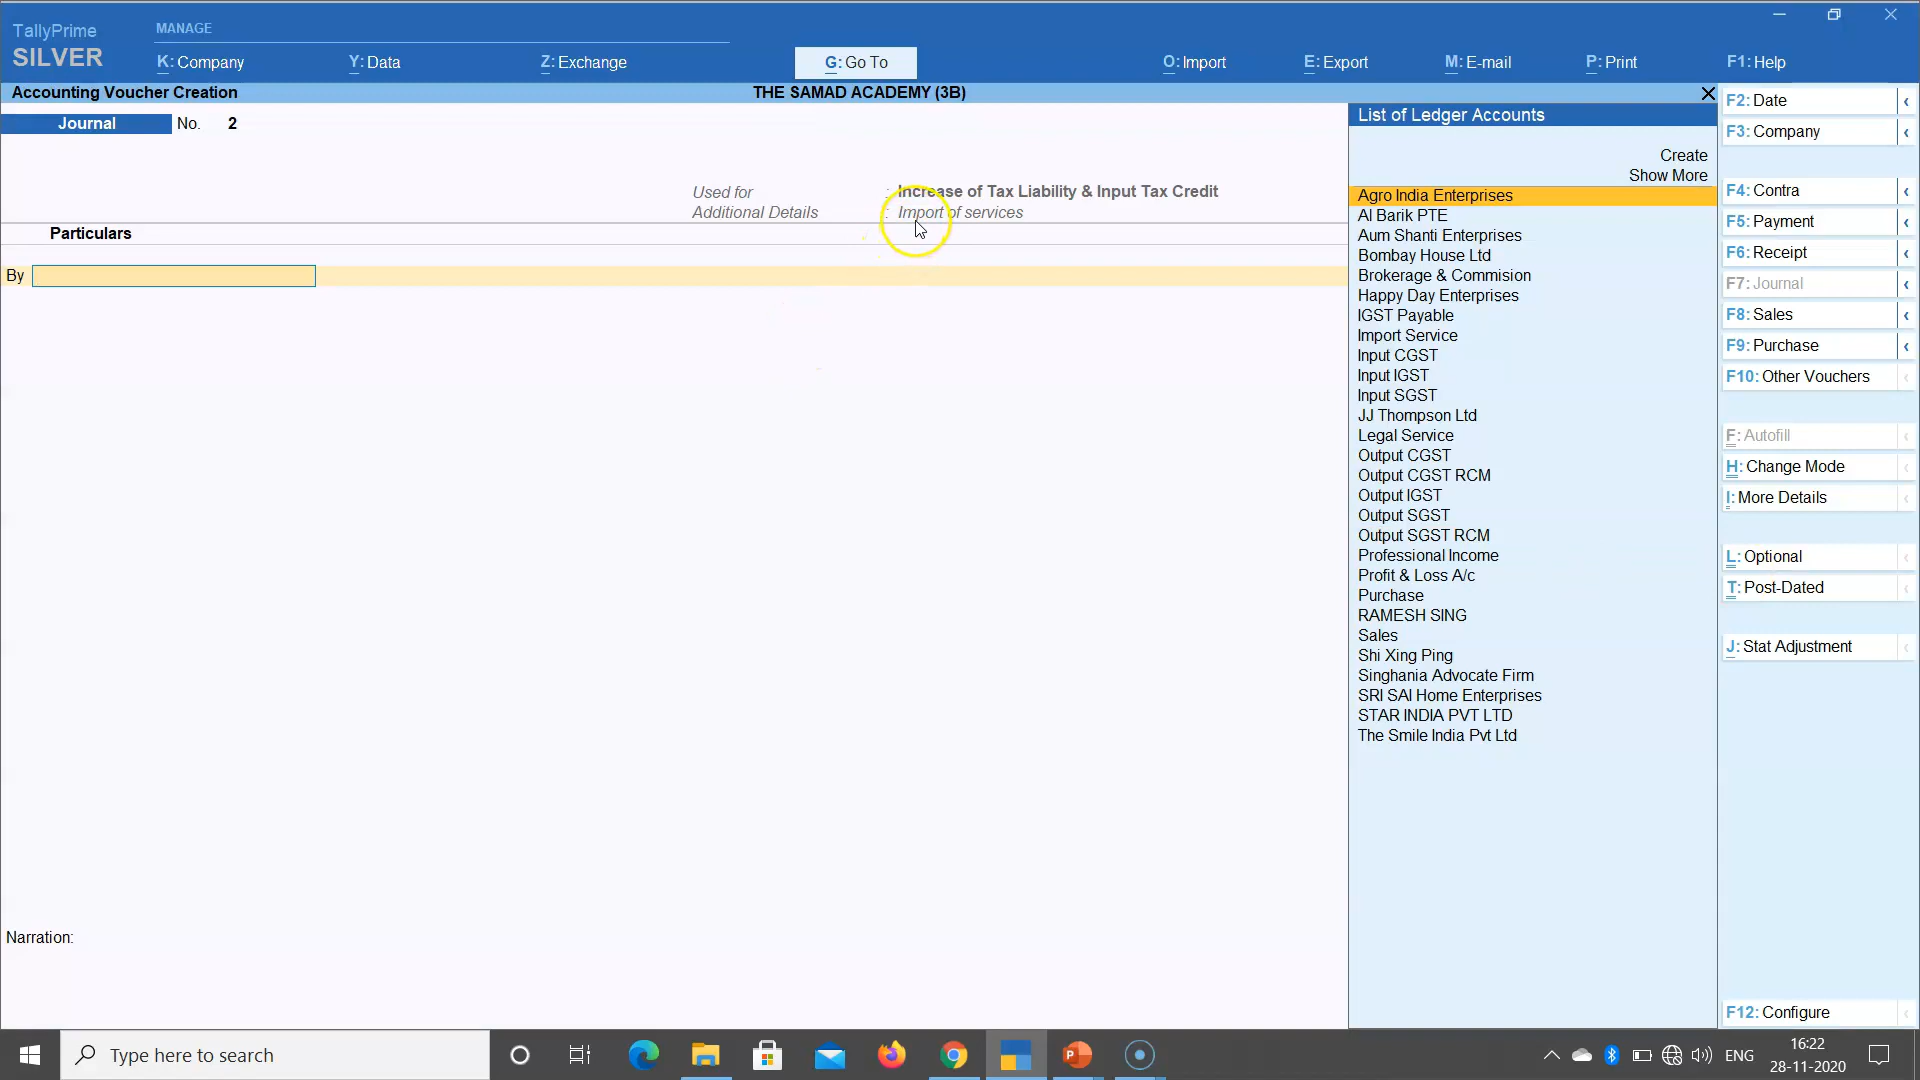 TallyPrime
SILVER
MANAGE
K: Company
Y: Data
Z: Exchange
G: Go To
O: Import
E: Export
M: E-mail
P: Print
F1: Help
Accounting Voucher Creation
THE SAMAD ACADEMY (3B)
Journal No. 2
Used for : Increase of Tax Liability & Input Tax Credit
Additional Details : Import of services
Particulars
By
Narration:
List of Ledger Accounts
Create
Show More
Agro India Enterprises
Al Barik PTE
Aum Shanti Enterprises
Bombay House Ltd
Brokerage & Commision
Happy Day Enterprises
IGST Payable
Import Service
Input CGST
Input IGST
Input SGST
JJ Thompson Ltd
Legal Service
Output CGST
Output CGST RCM
Output IGST
Output SGST
Output SGST RCM
Professional Income
Profit & Loss A/c
Purchase
RAMESH SING
Sales
Shi Xing Ping
Singhania Advocate Firm
SRI SAI Home Enterprises
STAR INDIA PVT LTD
The Smile India Pvt Ltd
F2: Date
F3: Company
F4: Contra
F5: Payment
F6: Receipt
F7: Journal
F8: Sales
F9: Purchase
F10: Other Vouchers
F: Autofill
H: Change Mode
I: More Details
L: Optional
T: Post-Dated
J: Stat Adjustment
F12: Configure
Type here to search
ENG
16:22
28-11-2020